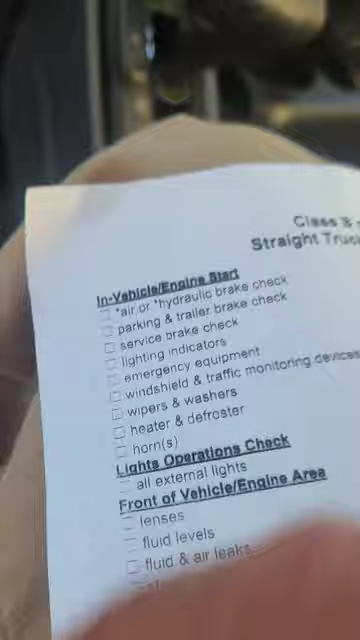 Class B
Straight Truck
In-Vehicle/Engine Start
*air or *hydraulic brake check
parking & trailer brake check
service brake check
lighting indicators
emergency equipment
windshield & traffic monitoring devices
wipers & washers
heater & defroster
horn(s)
Lights Operations Check
all external lights
Front of Vehicle/Engine Area
lenses
fluid levels
fluid & air leaks